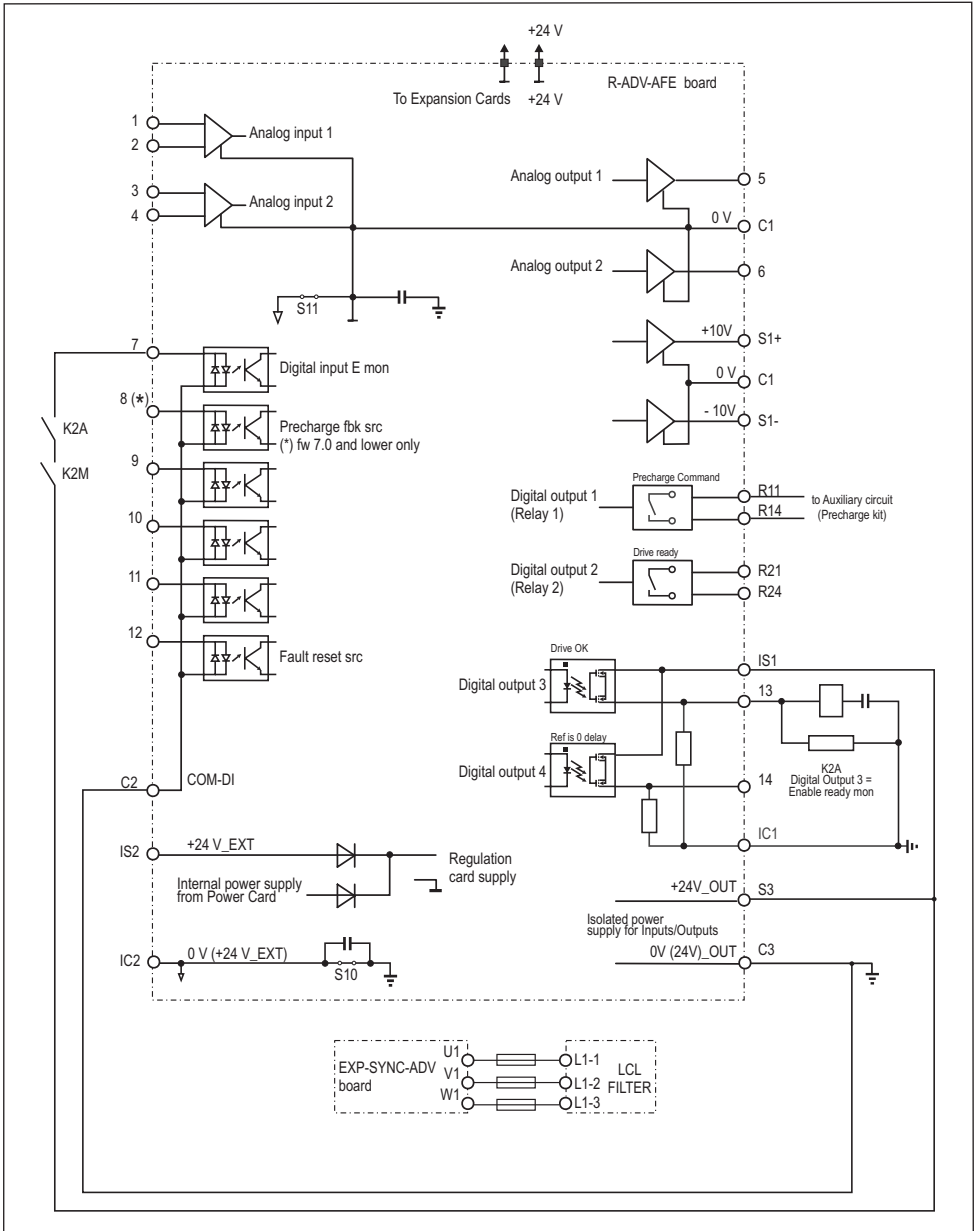 +24 V
R-ADV-AFE board
To Expansion Cards
+24 V
1
2
Analog input 1
3
4
Analog input 2
Analog output 1
5
0 V
C1
Analog output 2
6
S11
+10V
S1+
0 V
C1
- 10V
S1-
7
Digital input E mon
8 (*)
Precharge fbk src
(*) fw 7.0 and lower only
K2A
K2M
9
10
11
12
Fault reset src
Precharge Command
Digital output 1
(Relay 1)
R11
R14
to Auxiliary circuit
(Precharge kit)
Drive ready
Digital output 2
(Relay 2)
R21
R24
Drive OK
Digital output 3
IS1
13
Ref is 0 delay
Digital output 4
14
K2A
Digital Output 3 =
Enable ready mon
IC1
C2
COM-DI
IS2
+24 V_EXT
Internal power supply
from Power Card
Regulation
card supply
+24V_OUT
S3
Isolated power
supply for Inputs/Outputs
0V (24V)_OUT
C3
IC2
0 V (+24 V_EXT)
S10
EXP-SYNC-ADV
board
U1
V1
W1
L1-1
L1-2
L1-3
LCL
FILTER